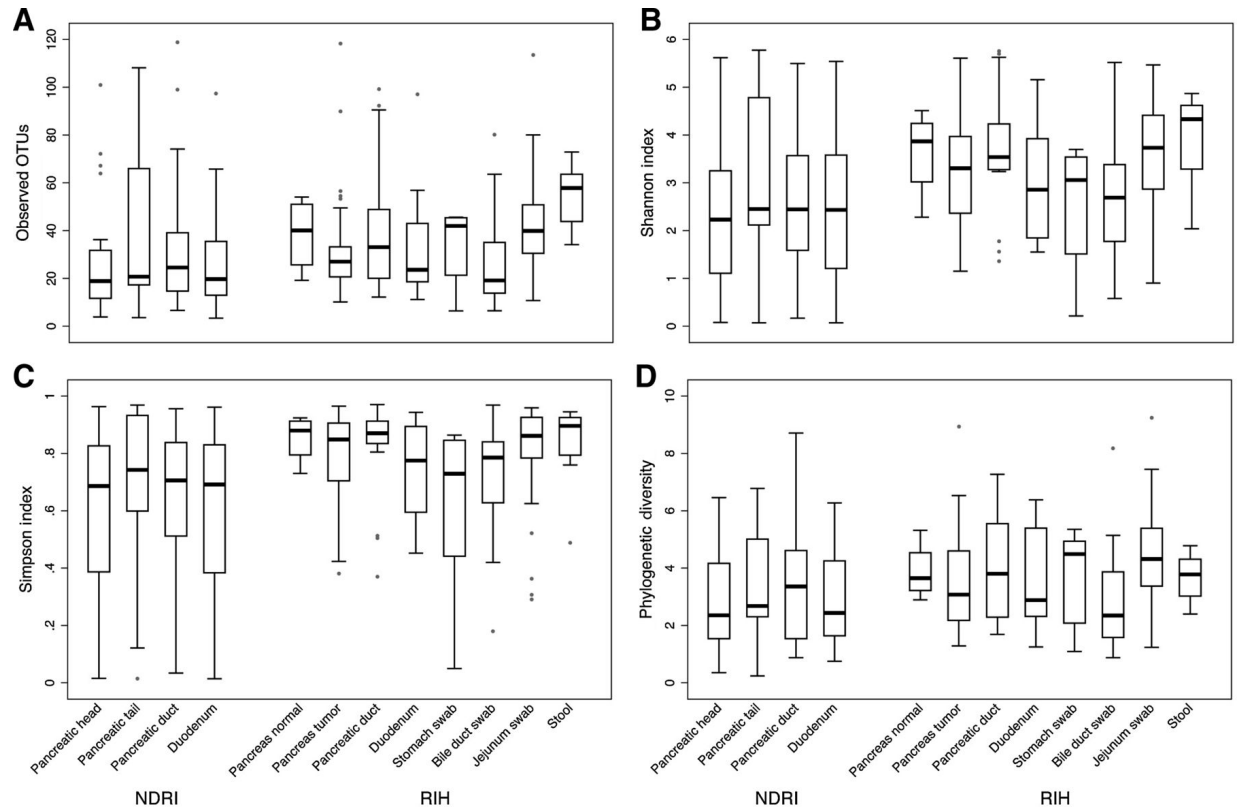 A
Observed OTUs
120
100
80
60
40
20
0
B
Shannon index
6
5
4
3
2
1
0
C
Simpson index
1
.8
.6
.4
.2
0
Pancreatic head
Pancreatic tail
Pancreatic duct
Duodenum
Pancreas normal
Pancreas tumor
Pancreatic duct
Duodenum
Stomach swab
Bile duct swab
Jejunum swab
Stool
NDRI
RIH
D
Phylogenetic diversity
10
8
6
4
2
0
Pancreatic head
Pancreatic tail
Pancreatic duct
Duodenum
Pancreas normal
Pancreas tumor
Pancreatic duct
Duodenum
Stomach swab
Bile duct swab
Jejunum swab
Stool
NDRI
RIH